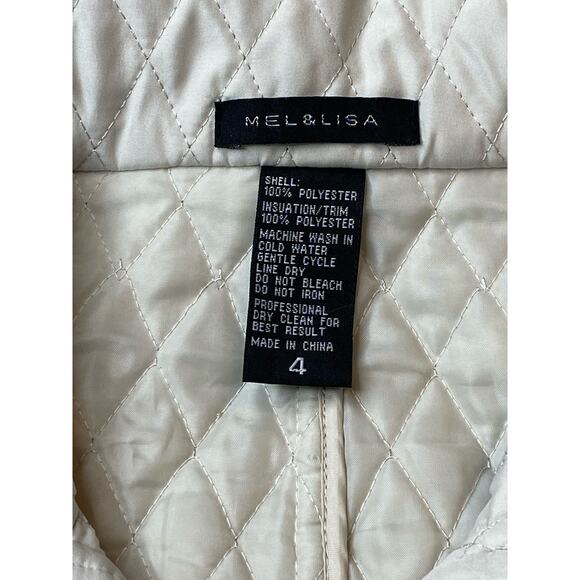 MEL&LISA
SHELL:
100% POLYESTER
INSUATION/TRIM
100% POLYESTER
MACHINE WASH IN
COLD WATER
GENTLE CYCLE
LINE DRY
DO NOT BLEACH
DO NOT IRON
PROFESSIONAL
DRY CLEAN FOR
BEST RESULT
MADE IN CHINA
4